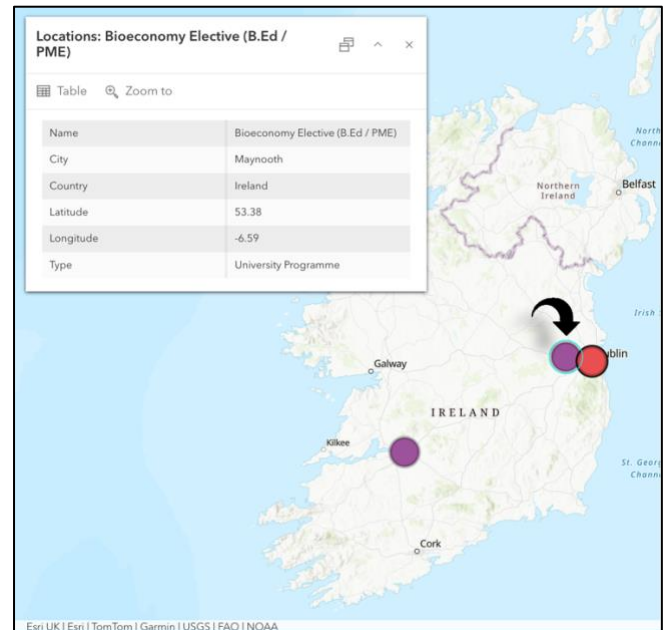 Locations: Bioeconomy Elective (B.Ed /
PME)
Table Zoom to
Name Bioeconomy Elective (B.Ed / PME)
City Maynooth
Country Ireland
Latitude 53.38
Longitude -6.59
Type University Programme
North
Chann
Northern
Ireland
Belfast
Irish
blin
Galway
IRELAND
Kilkee
St. Georg
Chann
Cork
Esri UK | Esri | TomTom | Garmin | USGS | FAO | NOAA